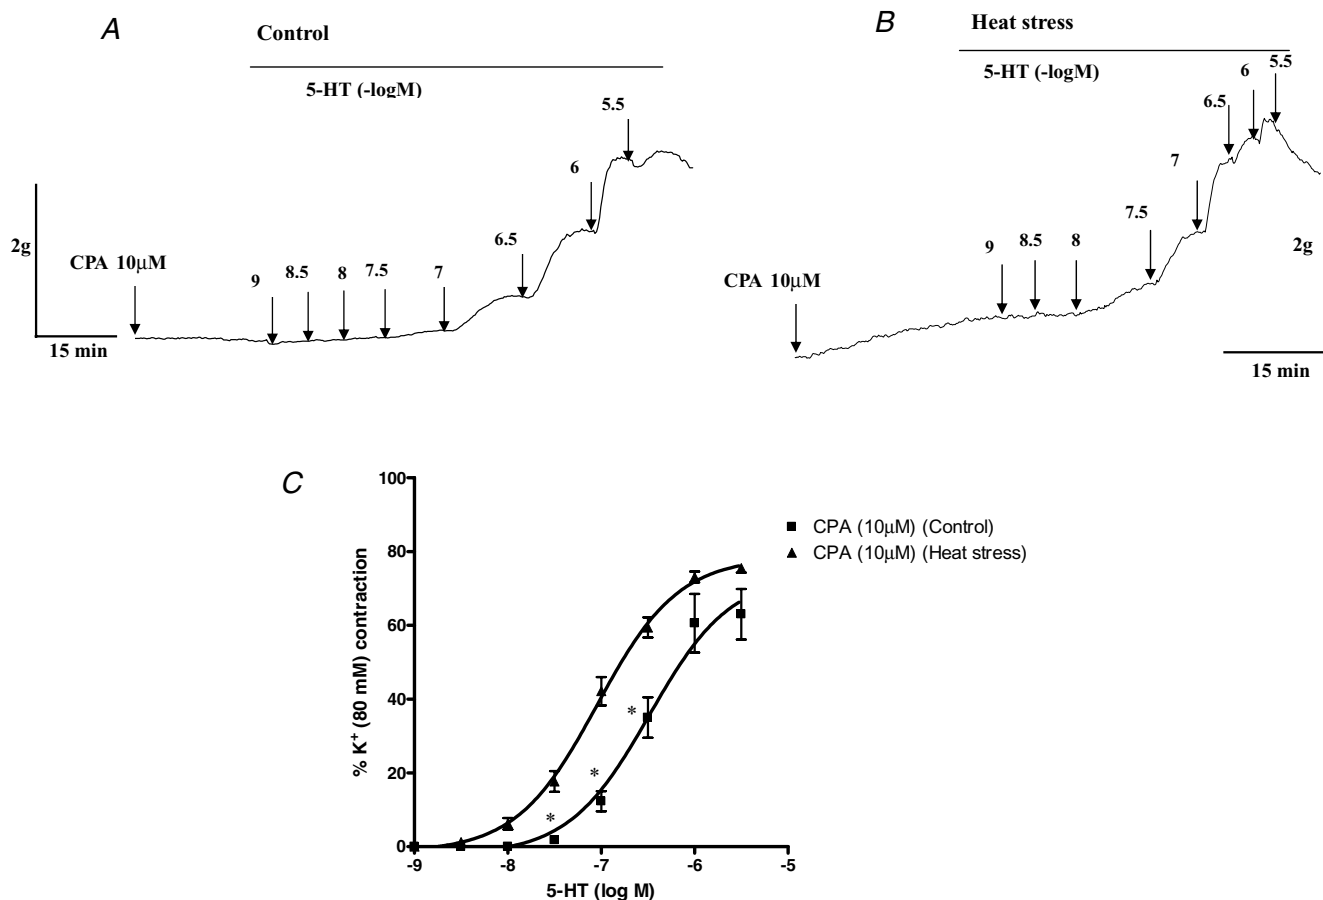 A
Control
5-HT (-logM)
5.5
6
6.5
7
7.5
8
8.5
9
CPA 10μM
2g
15 min
B
Heat stress
5-HT (-logM)
5.5
6
6.5
7
7.5
8
8.5
9
CPA 10μM
2g
15 min
C
100
80
60
40
20
0
% K⁺ (80 mM) contraction
* * *
-9 -8 -7 -6 -5
5-HT (log M)
CPA (10μM) (Control)
CPA (10μM) (Heat stress)